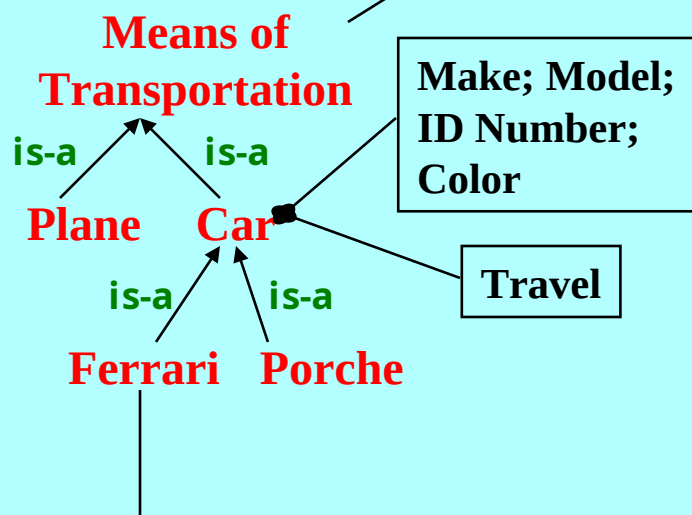 Means of
Transportation
Make; Model;
ID Number;
Color
is-a
is-a
Plane
Car
Travel
is-a
is-a
Ferrari
Porche